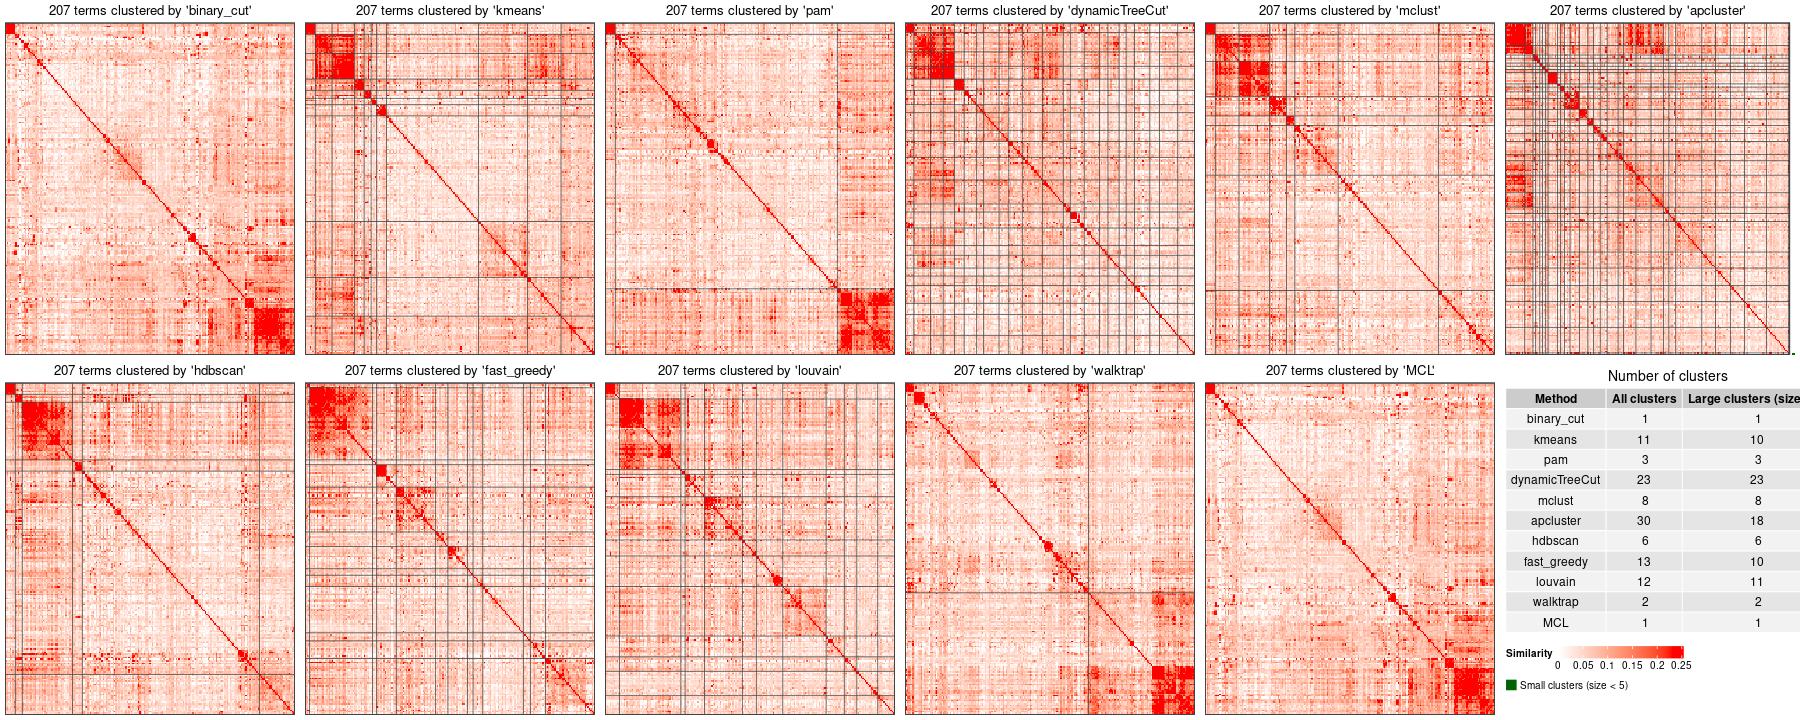 207 terms clustered by 'binary_cut'
207 terms clustered by 'kmeans'
207 terms clustered by 'pam'
207 terms clustered by 'dynamicTreeCut'
207 terms clustered by 'mclust'
207 terms clustered by 'apcluster'
207 terms clustered by 'hdbscan'
207 terms clustered by 'fast_greedy'
207 terms clustered by 'louvain'
207 terms clustered by 'walktrap'
207 terms clustered by 'MCL'
Number of clusters
Method All clusters Large clusters (size
binary_cut 1 1
kmeans 11 10
pam 3 3
dynamicTreeCut 23 23
mclust 8 8
apcluster 30 18
hdbscan 6 6
fast_greedy 13 10
louvain 12 11
walktrap 2 2
MCL 1 1
Similarity
0 0.05 0.1 0.15 0.2 0.25
Small clusters (size < 5)